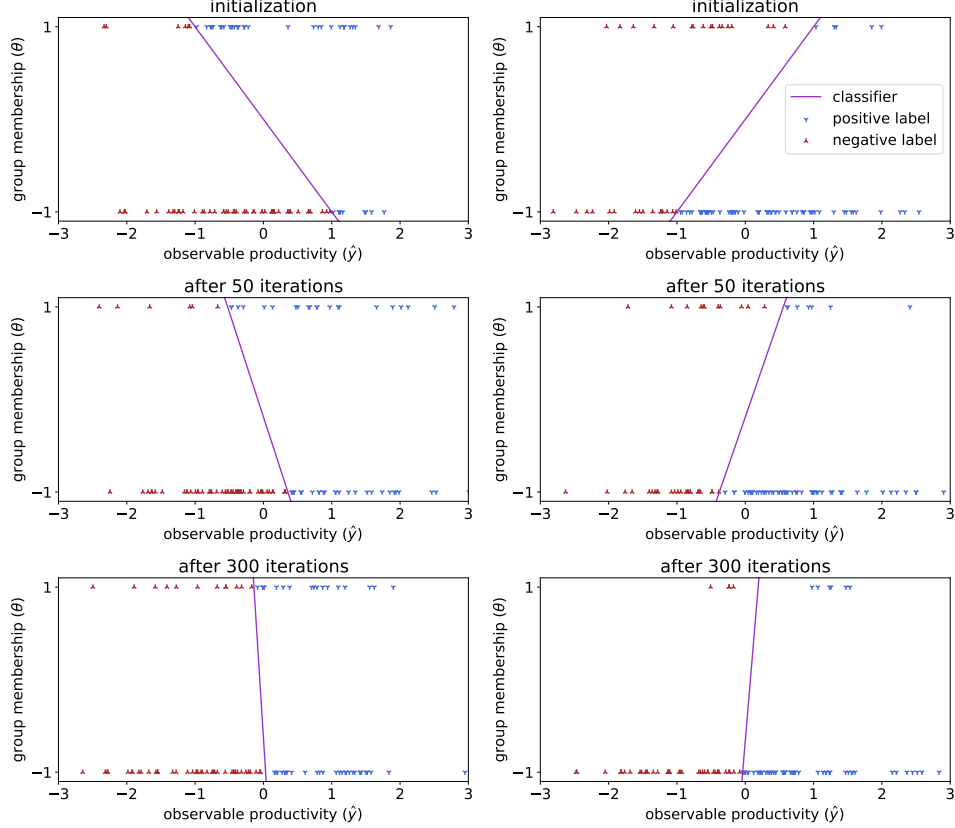 initialization
1
group membership (θ)
−1
−3 −2 −1 0 1 2 3
observable productivity (ŷ)
initialization
1
group membership (θ)
classifier
positive label
negative label
−1
−3 −2 −1 0 1 2 3
observable productivity (ŷ)
after 50 iterations
1
group membership (θ)
−1
−3 −2 −1 0 1 2 3
observable productivity (ŷ)
after 50 iterations
1
group membership (θ)
−1
−3 −2 −1 0 1 2 3
observable productivity (ŷ)
after 300 iterations
1
group membership (θ)
−1
−3 −2 −1 0 1 2 3
observable productivity (ŷ)
after 300 iterations
1
group membership (θ)
−1
−3 −2 −1 0 1 2 3
observable productivity (ŷ)